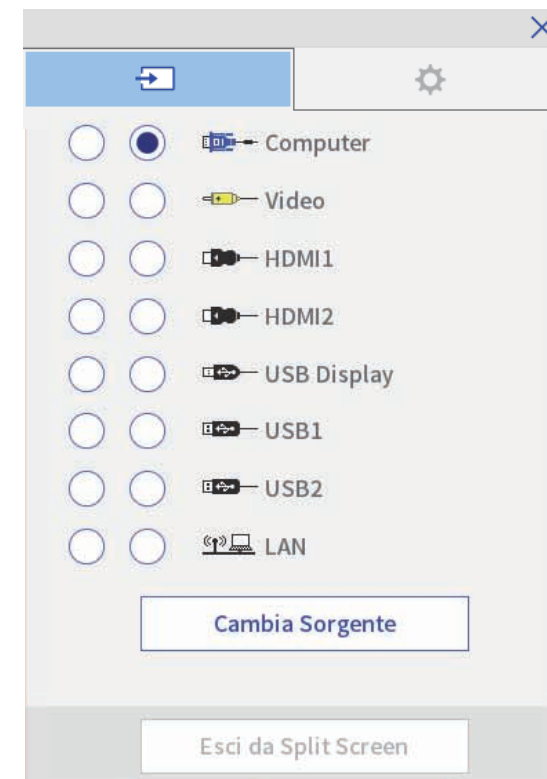 Computer
Video
HDMI1
HDMI2
USB Display
USB1
USB2
LAN
Cambia Sorgente
Esci da Split Screen